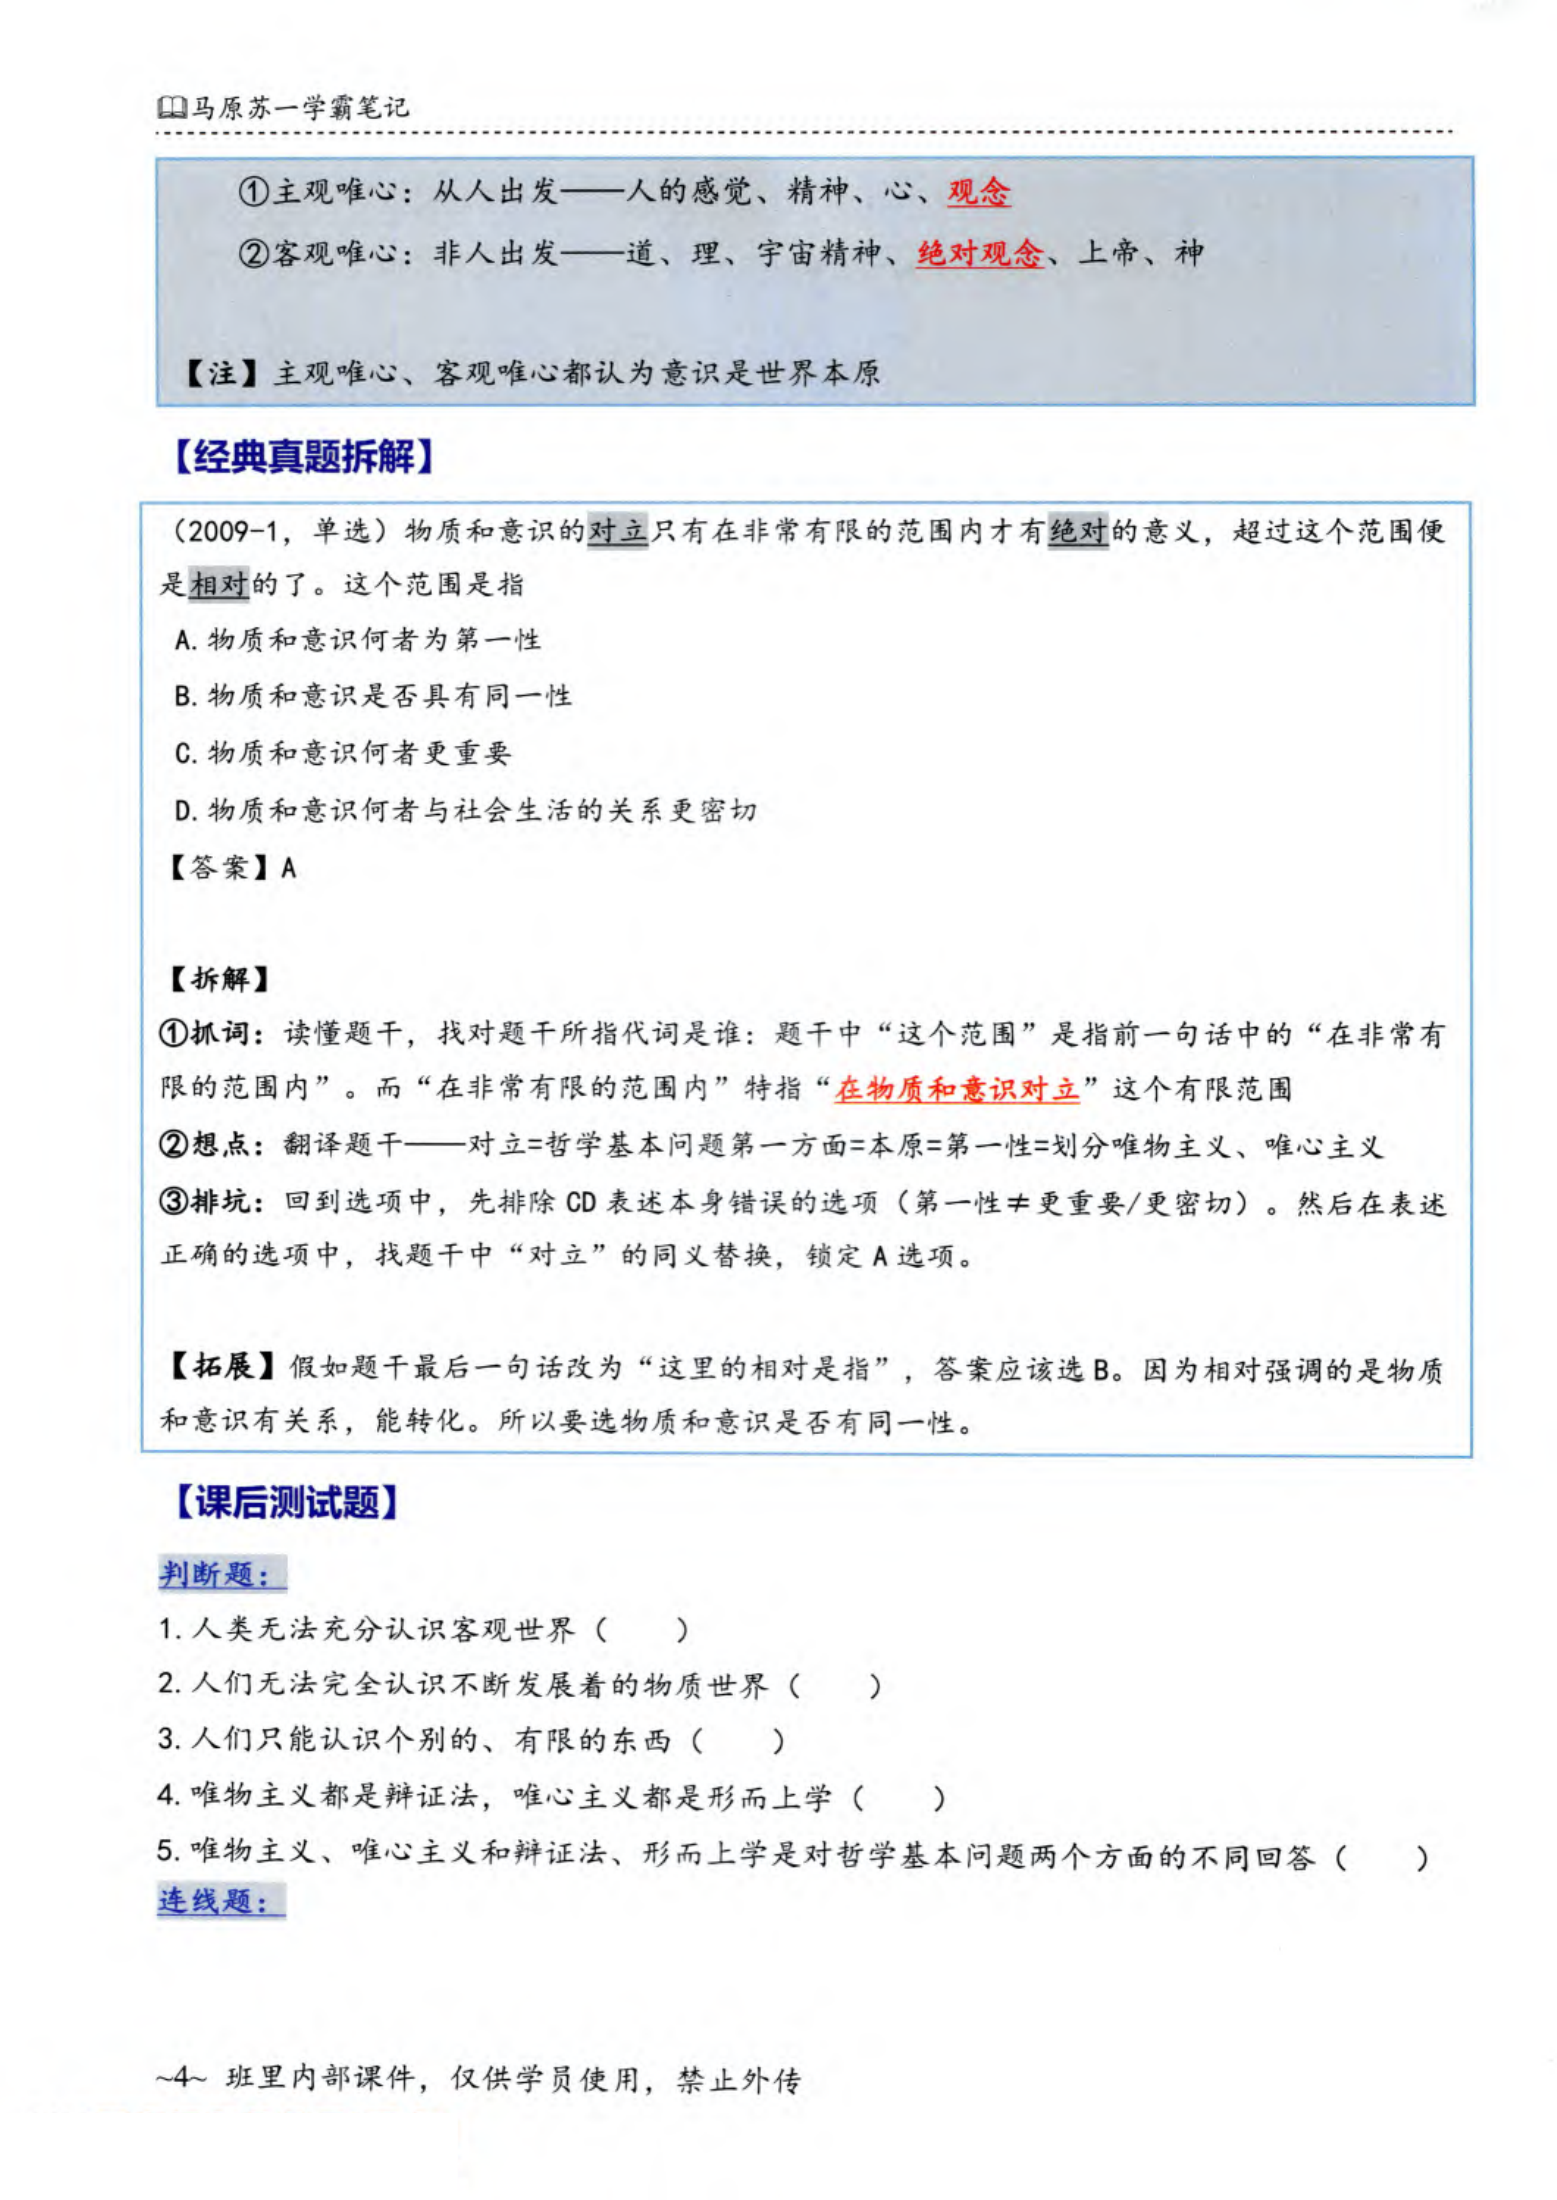 马原苏一学霸笔记
①主观唯心：从人出发——人的感觉、精神、心、观念
②客观唯心：非人出发——道、理、宇宙精神、绝对观念、上帝、神
【注】主观唯心、客观唯心都认为意识是世界本原
【经典真题拆解】
（2009-1，单选）物质和意识的对立只有在非常有限的范围内才有绝对的意义，超过这个范围便
是相对的了。这个范围是指
A.物质和意识何者为第一性
B.物质和意识是否具有同一性
C.物质和意识何者更重要
D.物质和意识何者与社会生活的关系更密切
【答案】A
【拆解】
①抓词：读懂题干，找对题干所指代词是谁：题干中“这个范围”是指前一句话中的“在非常有
限的范围内”。而“在非常有限的范围内”特指“在物质和意识对立”这个有限范围
②想点：翻译题干——对立=哲学基本问题第一方面=本原=第一性=划分唯物主义、唯心主义
③排坑：回到选项中，先排除 CD 表述本身错误的选项（第一性≠更重要/更密切）。然后在表述
正确的选项中，找题干中“对立”的同义替换，锁定 A 选项。
【拓展】假如题干最后一句话改为“这里的相对是指”，答案应该选 B。因为相对强调的是物质
和意识有关系，能转化。所以要选物质和意识是否有同一性。
【课后测试题】
判断题：
1.人类无法充分认识客观世界（　　）
2.人们无法完全认识不断发展着的物质世界（　　）
3.人们只能认识个别的、有限的东西（　　）
4.唯物主义都是辩证法，唯心主义都是形而上学（　　）
5.唯物主义、唯心主义和辩证法、形而上学是对哲学基本问题两个方面的不同回答（　　）
连线题：
~4~ 班里内部课件，仅供学员使用，禁止外传